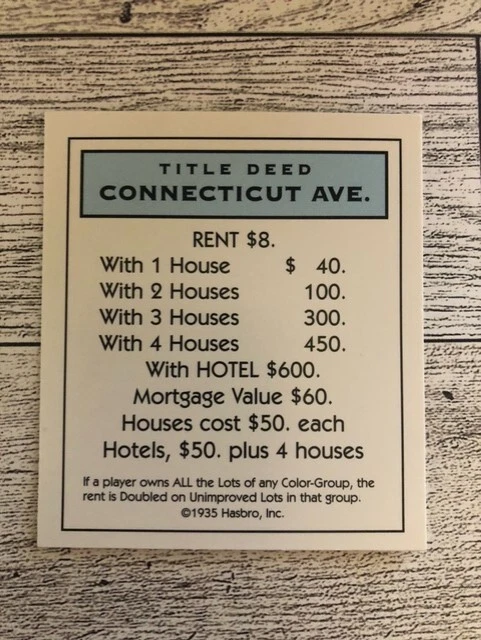 TITLE DEED
CONNECTICUT AVE.
RENT $8.
With 1 House $ 40.
With 2 Houses 100.
With 3 Houses 300.
With 4 Houses 450.
With HOTEL $600.
Mortgage Value $60.
Houses cost $50. each
Hotels, $50. plus 4 houses
If a player owns ALL the Lots of any Color-Group, the
rent is Doubled on Unimproved Lots in that group.
©1935 Hasbro, Inc.